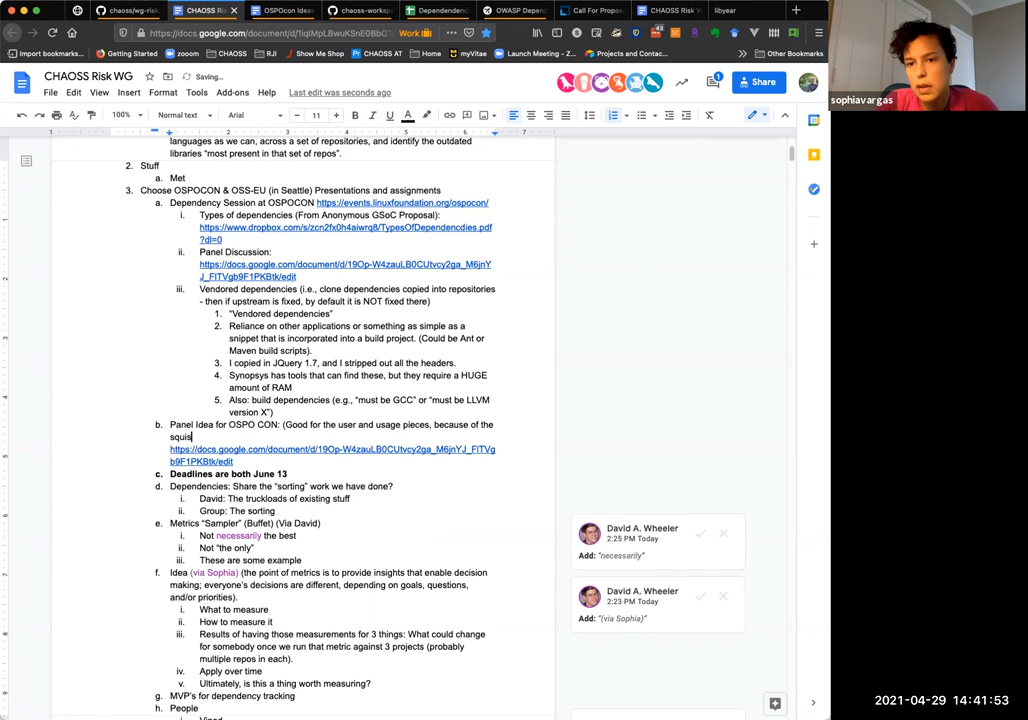 chaoss/wg-risk
CHAOSS Ris
OSPOcon Ideas
chaoss-worksp
Dependenc
OWASP Depend
Call For Propos
CHAOSS Risk W
libyear
https://docs.google.com/document/d/1iqlMpLBwuKSnE0BbQT
Work
Import bookmarks...
Getting Started
CHAOSS
RJI
Show Me Shop
CHAOSS AT
Home
myVitae
Launch Meeting - Z...
Projects and Contac...
Other Bookmarks
CHAOSS Risk WG
Saving...
File Edit View Insert Format Tools Add-ons Help Last edit was seconds ago
Share
sophiavargas
100% Normal text Arial 11
languages as we can, across a set of repositories, and identify the outdated
libraries “most present in that set of repos”.
2. Stuff
a. Met
3. Choose OSPOCON & OSS-EU (in Seattle) Presentations and assignments
a. Dependency Session at OSPOCON https://events.linuxfoundation.org/ospocon/
i. Types of dependencies (From Anonymous GSoC Proposal):
https://www.dropbox.com/s/zcn2fx0h4aiwrq8/TypesOfDependencdies.pdf
?dl=0
ii. Panel Discussion:
https://docs.google.com/document/d/19Op-W4zauLB0CUtvcy2ga_M6jnY
J_FlTVgb9F1PKBtk/edit
iii. Vendored dependencies (i.e., clone dependencies copied into repositories
- then if upstream is fixed, by default it is NOT fixed there)
1. “Vendored dependencies”
2. Reliance on other applications or something as simple as a
snippet that is incorporated into a build project. (Could be Ant or
Maven build scripts).
3. I copied in JQuery 1.7, and I stripped out all the headers.
4. Synopsys has tools that can find these, but they require a HUGE
amount of RAM
5. Also: build dependencies (e.g., “must be GCC” or “must be LLVM
version X”)
b. Panel Idea for OSPO CON: (Good for the user and usage pieces, because of the
squis
https://docs.google.com/document/d/19Op-W4zauLB0CUtvcy2ga_M6jnYJ_FlTVg
b9F1PKBtk/edit
c. Deadlines are both June 13
d. Dependencies: Share the “sorting” work we have done?
i. David: The truckloads of existing stuff
ii. Group: The sorting
e. Metrics “Sampler” (Buffet) (Via David)
i. Not necessarily the best
ii. Not “the only”
iii. These are some example
f. Idea (via Sophia) (the point of metrics is to provide insights that enable decision
making; everyone’s decisions are different, depending on goals, questions,
and/or priorities).
i. What to measure
ii. How to measure it
iii. Results of having those measurements for 3 things: What could change
for somebody once we run that metric against 3 projects (probably
multiple repos in each).
iv. Apply over time
v. Ultimately, is this a thing worth measuring?
g. MVP’s for dependency tracking
h. People
David A. Wheeler
2:25 PM Today
Add: “necessarily”
David A. Wheeler
2:23 PM Today
Add: “(via Sophia)”
2021-04-29 14:41:53